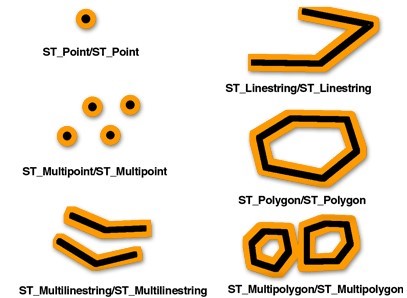 ST_Point/ST_Point
ST_Linestring/ST_Linestring
ST_Multipoint/ST_Multipoint
ST_Polygon/ST_Polygon
ST_Multilinestring/ST_Multilinestring
ST_Multipolygon/ST_Multipolygon